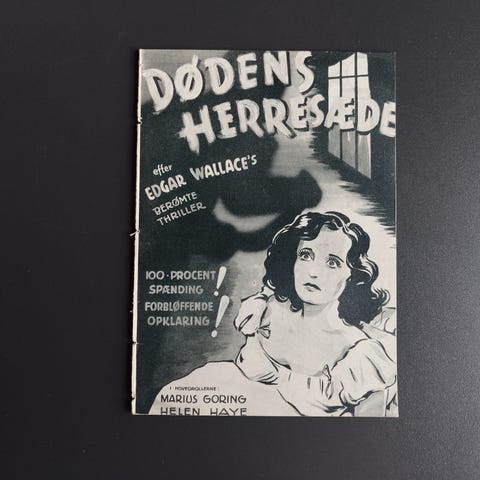 DØDENS
HERRESÆDE
efter
EDGAR WALLACE'S
BERØMTE
THRILLER
100-PROCENT
SPÆNDING!
FORBLØFFENDE
OPKLARING!
I HOVEDROLLERNE:
MARIUS GORING
HELEN HAYE